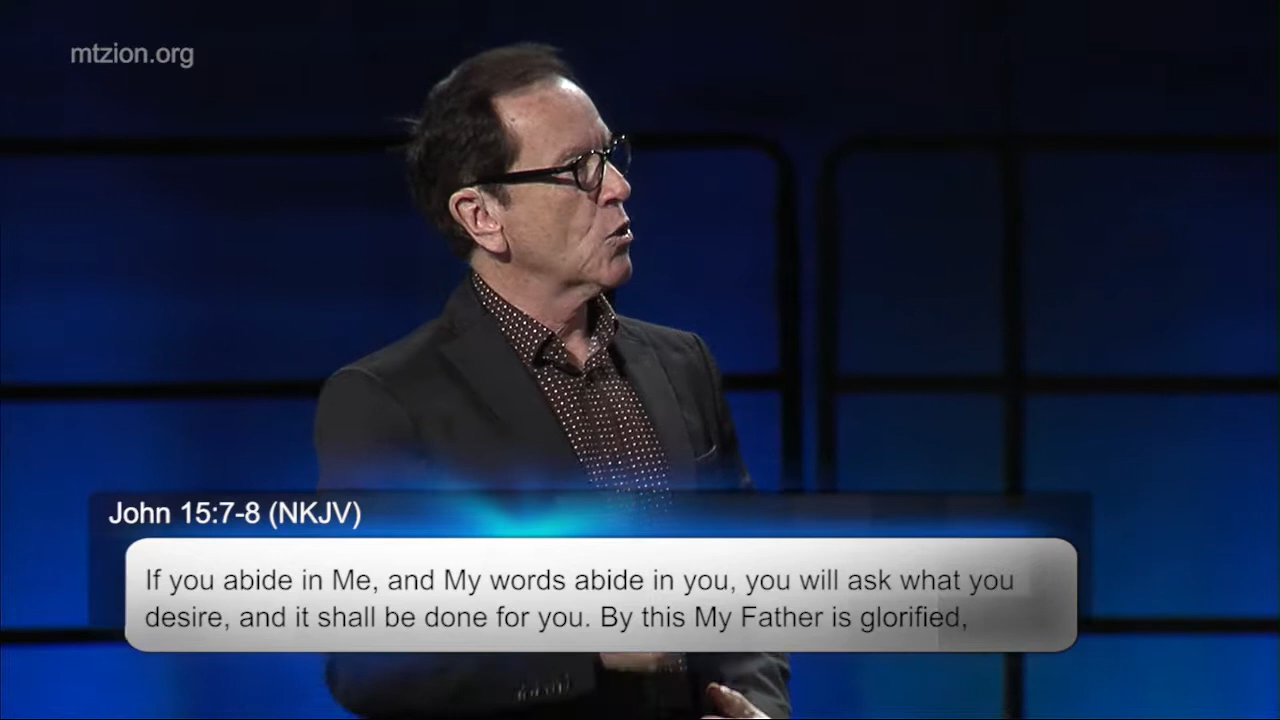 mtzion.org
John 15:7-8 (NKJV)
If you abide in Me, and My words abide in you, you will ask what you
desire, and it shall be done for you. By this My Father is glorified,